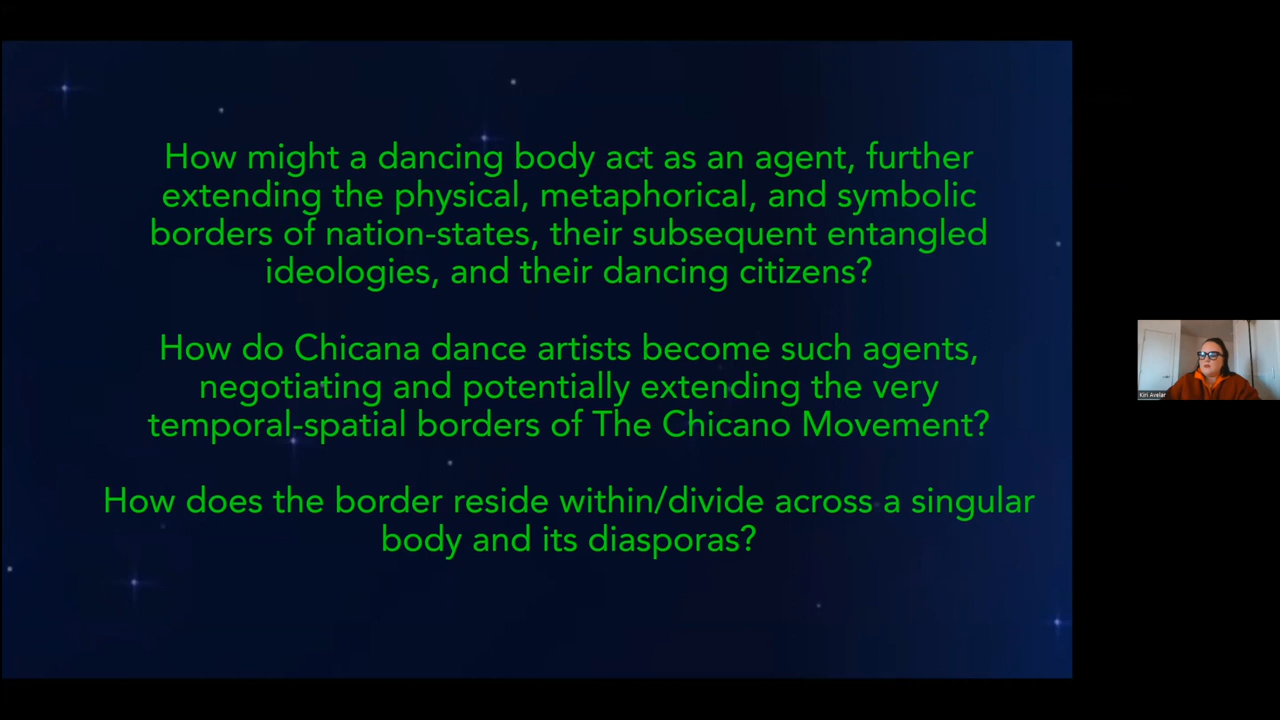 How might a dancing body act as an agent, further
extending the physical, metaphorical, and symbolic
borders of nation-states, their subsequent entangled
ideologies, and their dancing citizens?
How do Chicana dance artists become such agents,
negotiating and potentially extending the very
temporal-spatial borders of The Chicano Movement?
How does the border reside within/divide across a singular
body and its diasporas?
Kiri Avelar